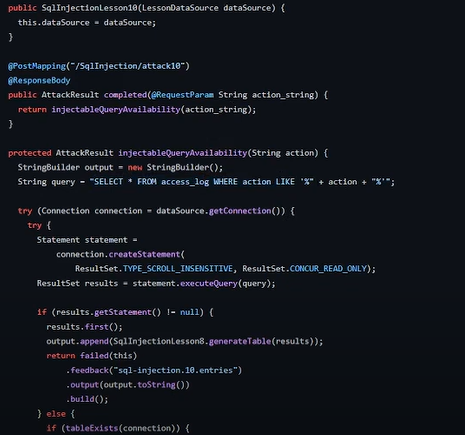 public SqlInjectionLesson10(LessonDataSource dataSource) {
this.dataSource = dataSource;
}
@PostMapping("/SqlInjection/attack10")
@ResponseBody
public AttackResult completed(@RequestParam String action_string) {
return injectableQueryAvailability(action_string);
}
protected AttackResult injectableQueryAvailability(String action) {
StringBuilder output = new StringBuilder();
String query = "SELECT * FROM access_log WHERE action LIKE '%" + action + "%'";
try (Connection connection = dataSource.getConnection()) {
try {
Statement statement =
connection.createStatement(
ResultSet.TYPE_SCROLL_INSENSITIVE, ResultSet.CONCUR_READ_ONLY);
ResultSet results = statement.executeQuery(query);
if (results.getStatement() != null) {
results.first();
output.append(SqlInjectionLesson8.generateTable(results));
return failed(this)
.feedback("sql-injection.10.entries")
.output(output.toString())
.build();
} else {
if (tableExists(connection)) {